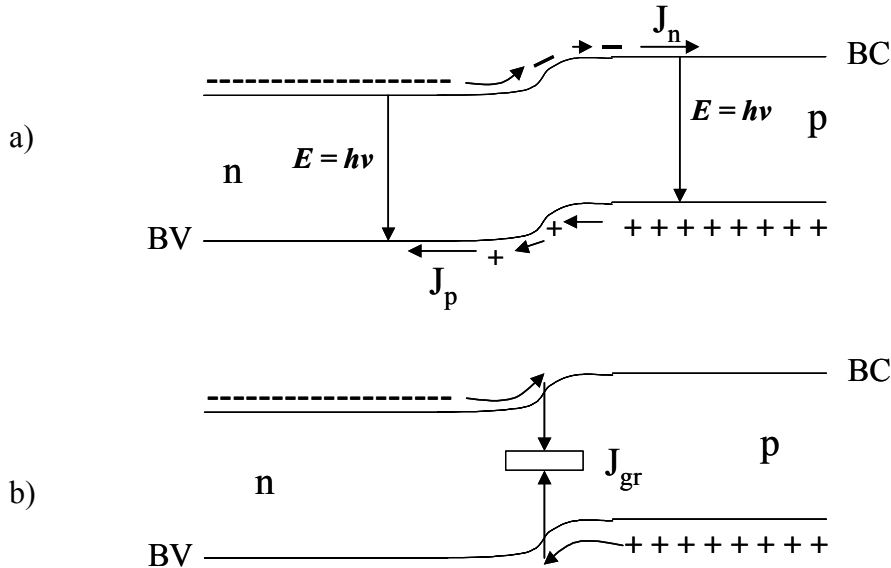 a)
J_n
BC
E = hν
E = hν
p
n
BV
+ + + + + + + +
+
+
J_p
b)
BC
J_gr
p
n
BV
+ + + + + + + +